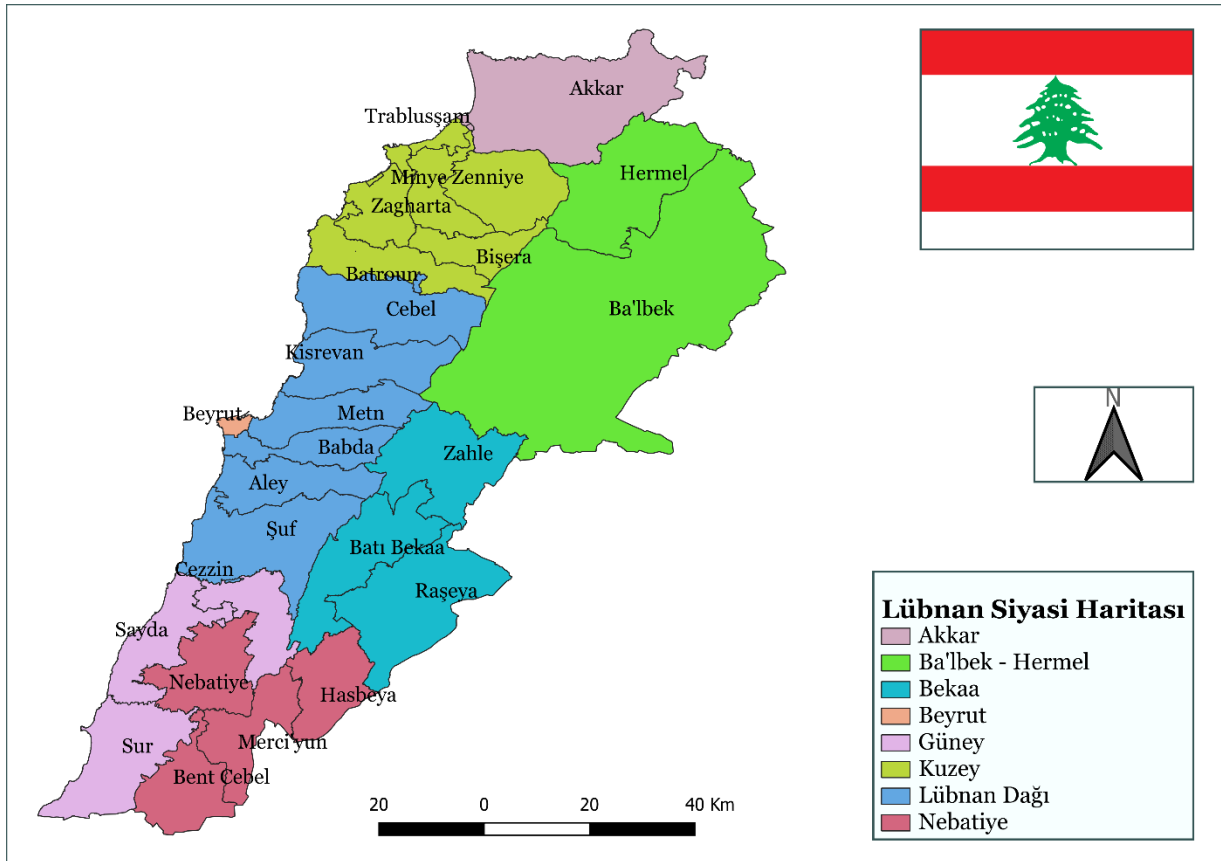 Akkar
Trablusşam
Hermel
Minye Zenniye
Zagharta
Bişera
Batroun
Cebel
Ba'lbek
Kisrevan
Beyrut
Metn
Babda
Zahle
Aley
Şuf
Batı Bekaa
Cezzin
Raşeya
Sayda
Nebatiye
Hasbeya
Sur
Merci'yun
Bent Cebel
20 0 20 40 Km
N
Lübnan Siyasi Haritası
Akkar
Ba'lbek - Hermel
Bekaa
Beyrut
Güney
Kuzey
Lübnan Dağı
Nebatiye